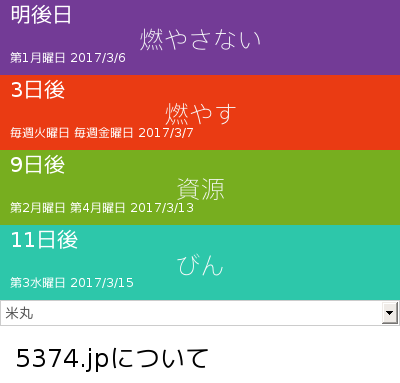 明後日
燃やさない
第1月曜日 2017/3/6
3日後
燃やす
毎週火曜日 毎週金曜日 2017/3/7
9日後
資源
第2月曜日 第4月曜日 2017/3/13
11日後
びん
第3水曜日 2017/3/15
米丸
5374.jpについて